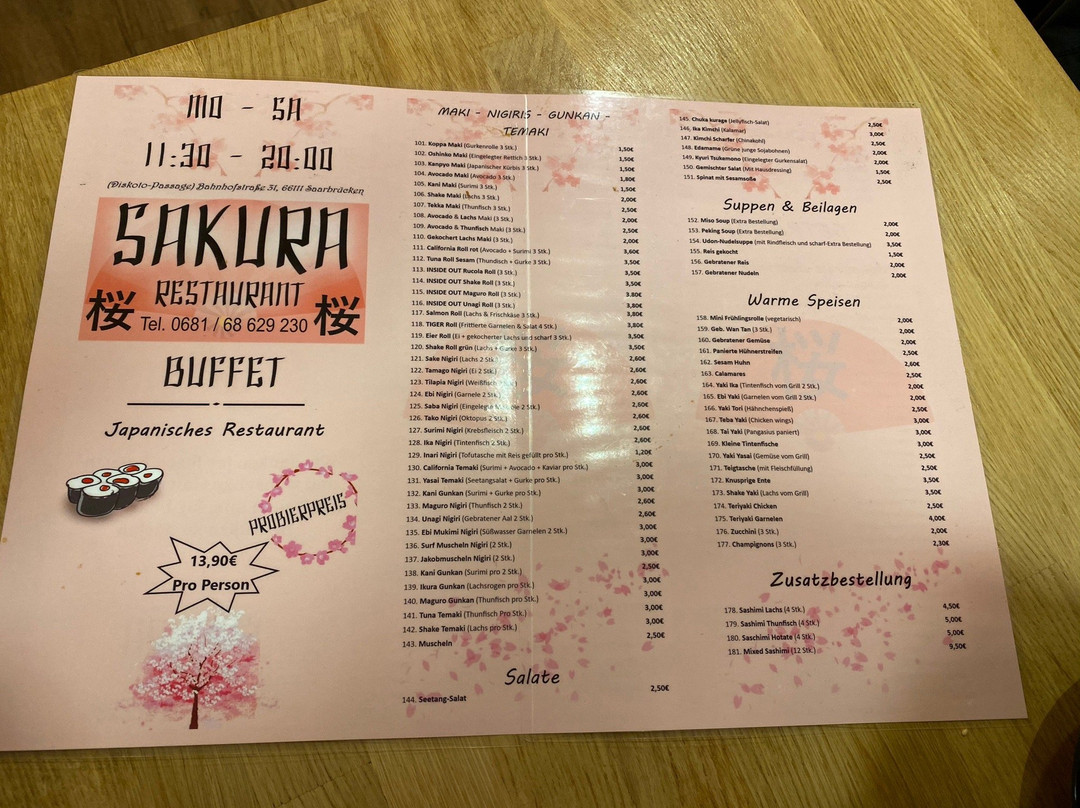 MO - SA
11:30 - 20:00
(Diskoto-Passage) Bahnhofstraße 31, 66111 Saarbrücken
SAKURA
RESTAURANT
桜 桜
Tel. 0681 / 68 629 230
BUFFET
Japanisches Restaurant
PROBIERPREIS
13,90€
Pro Person
MAKI - NIGIRIS - GUNKAN -
TEMAKI
101. Koppa Maki (Gurkenrolle 3 Stk.) 1,50€
102. Oshinko Maki (Eingelegter Rettich 3 Stk.) 1,50€
103. Kenpyo Maki (Japanischer Kürbis 3 Stk.) 1,50€
104. Avocado Maki (Avocado 3 Stk.) 1,80€
105. Kani Maki (Surimi 3 Stk.) 1,50€
106. Shake Maki (Lachs 3 Stk.) 2,00€
107. Tekka Maki (Thunfisch 3 Stk.) 2,50€
108. Avocado & Lachs Maki (3 Stk.) 2,00€
109. Avocado & Thunfisch Maki (3 Stk.) 2,50€
110. Gekochert Lachs Maki (3 Stk.) 2,00€
111. California Roll rot (Avocado + Surimi 3 Stk.) 3,60€
112. Tuna Roll Sesam (Thundisch + Gurke 3 Stk.) 3,50€
113. INSIDE OUT Rucola Roll (3 Stk.) 3,50€
114. INSIDE OUT Shake Roll (3 Stk.) 3,50€
115. INSIDE OUT Maguro Roll (3 Stk.) 3.80€
116. INSIDE OUT Unagi Roll (3 Stk.) 3,80€
117. Salmon Roll (Lachs & Frischkäse 3 Stk.) 3,80€
118. TIGER Roll (Frittierte Garnelen & Salat 4 Stk.) 3,80€
119. Eier Roll (Ei + gekocherter Lachs und scharf 3 Stk.) 3,50€
120. Shake Roll grün (Lachs + Gurke 3 Stk.) 3,50€
121. Sake Nigiri (Lachs 2 Stk.) 2,60€
122. Tamago Nigiri (Ei 2 Stk.) 2,60€
123. Tilapia Nigiri (Weißfisch Stk.) 2,60€
124. Ebi Nigiri (Garnele 2 Stk.) 2,60€
125. Saba Nigiri (Eingelegte 2 Stk.) 2,60€
126. Tako Nigiri (Oktopus 2 Stk.) 2,60€
127. Surimi Nigiri (Krebsfleisch 2 Stk.) 2,60€
128. Ika Nigiri (Tintenfisch 2 Stk.) 2,60€
129. Inari Nigiri (Tofutasche mit Reis gefüllt pro Stk.) 1,20€
130. California Temaki (Surimi + Avocado + Kaviar pro Stk.) 3,00€
131. Yasai Temaki (Seetangsalat + Gurke pro Stk.) 3,00€
132. Kani Gunkan (Surimi + Gurke pro Stk.) 3,00€
133. Maguro Nigiri (Thunfisch 2 Stk.) 2,60€
134. Unagi Nigiri (Gebratener Aal 2 Stk.) 2,60€
135. Ebi Mukimi Nigiri (Süßwasser Garnelen 2 Stk.) 3,00€
136. Surf Muscheln Nigiri (2 Stk.) 3,00€
137. Jakobmuscheln Nigiri (2 Stk.) 3,00€
138. Kani Gunkan (Surimi pro 2 Stk.) 2,50€
139. Ikura Gunkan (Lachsrogen pro Stk.) 3,00€
140. Maguro Gunkan (Thunfisch pro Stk.) 3,00€
141. Tuna Temaki (Thunfisch Pro Stk.) 3,00€
142. Shake Temaki (Lachs pro Stk.) 3,00€
143. Muscheln 2,50€
Salate
144. Seetang-Salat 2,50€
145. Chuka kurage (Jellyfisch-Salat) 2,50€
146. Ika Kimchi (Kalamar) 3,00€
147. Kimchi Scharfer (Chinakohl) 2,50€
148. Edamame (Grüne junge Sojabohnen) 2,00€
149. Kyuri Tsukemono (Eingelegter Gurkensalat) 2,00€
150. Gemischter Salat (Mit Hausdressing) 1,50€
151. Spinat mit Sesamsoße 2,50€
Suppen & Beilagen
152. Miso Soup (Extra Bestellung) 2,00€
153. Peking Soup (Extra Bestellung) 2,00€
154. Udon-Nudelsuppe (mit Rindfleisch und scharf-Extra Bestellung) 3,50€
155. Reis gekocht 1,50€
156. Gebratener Reis 2,00€
157. Gebratener Nudeln 2,00€
Warme Speisen
158. Mini Frühlingsrolle (vegetarisch) 2,00€
159. Geb. Wan Tan (3 Stk.) 2,00€
160. Gebratener Gemüse 2,00€
161. Panierte Hühnerstreifen 2,50€
162. Sesam Huhn 2,60€
163. Calamares 2,50€
164. Yaki Ika (Tintenfisch vom Grill 2 Stk.) 2,00€
165. Ebi Yaki (Garnelen vom Grill 2 Stk.) 2,00€
166. Yaki Tori (Hähnchenspieß) 2,50€
167. Teba Yaki (Chicken wings) 3,00€
168. Tai Yaki (Pangasius paniert) 3,00€
169. Kleine Tintenfische 3,00€
170. Yaki Yasai (Gemüse vom Grill) 2,50€
171. Teigtasche (mit Fleischfüllung) 2,50€
172. Knusprige Ente 3,50€
173. Shake Yaki (Lachs vom Grill) 3,50€
174. Teriyaki Chicken 2,50€
175. Teriyaki Garnelen 4,00€
176. Zucchini (3 Stk.) 2,00€
177. Champignons (3 Stk.) 2,30€
Zusatzbestellung
178. Sashimi Lachs (4 Stk.) 4,50€
179. Sashimi Thunfisch (4 Stk.) 5,00€
180. Saschimi Hotate (4 Stk.) 5,00€
181. Mixed Sashimi (12 Stk.) 9,50€